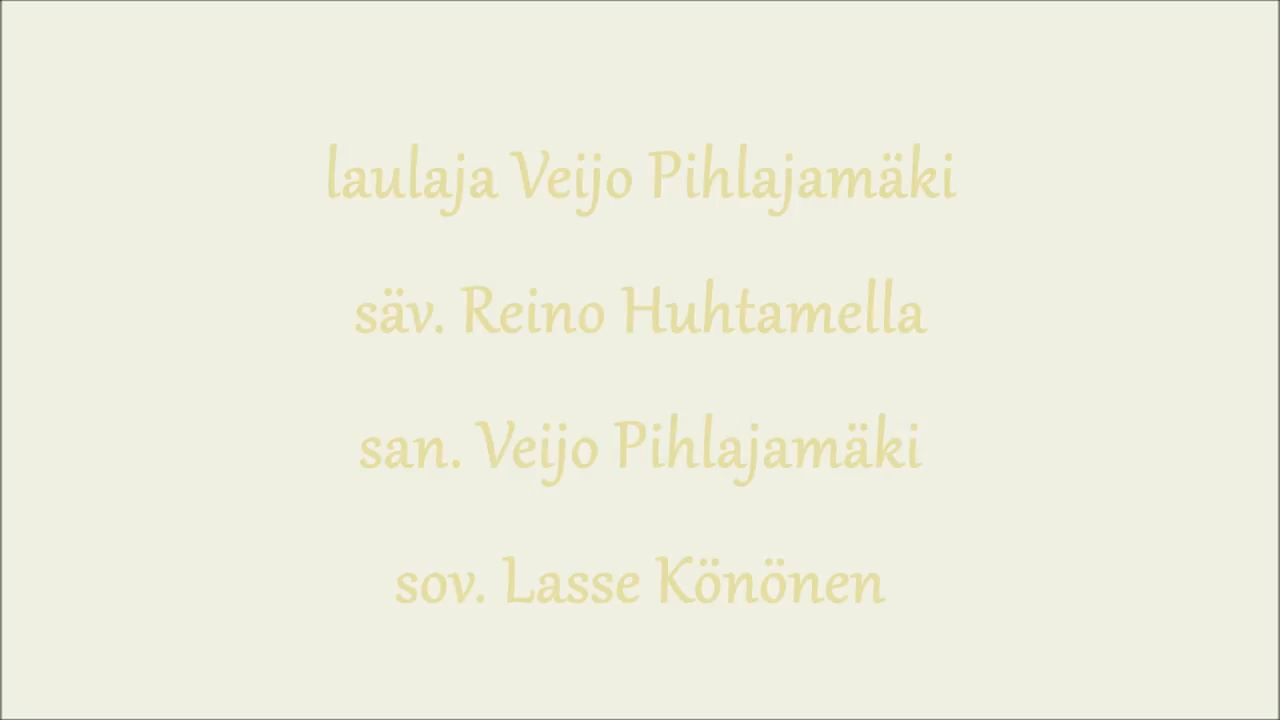 laulaja Veijo Pihlajamäki
säv. Reino Huhtamella
san. Veijo Pihlajamäki
sov. Lasse Könönen